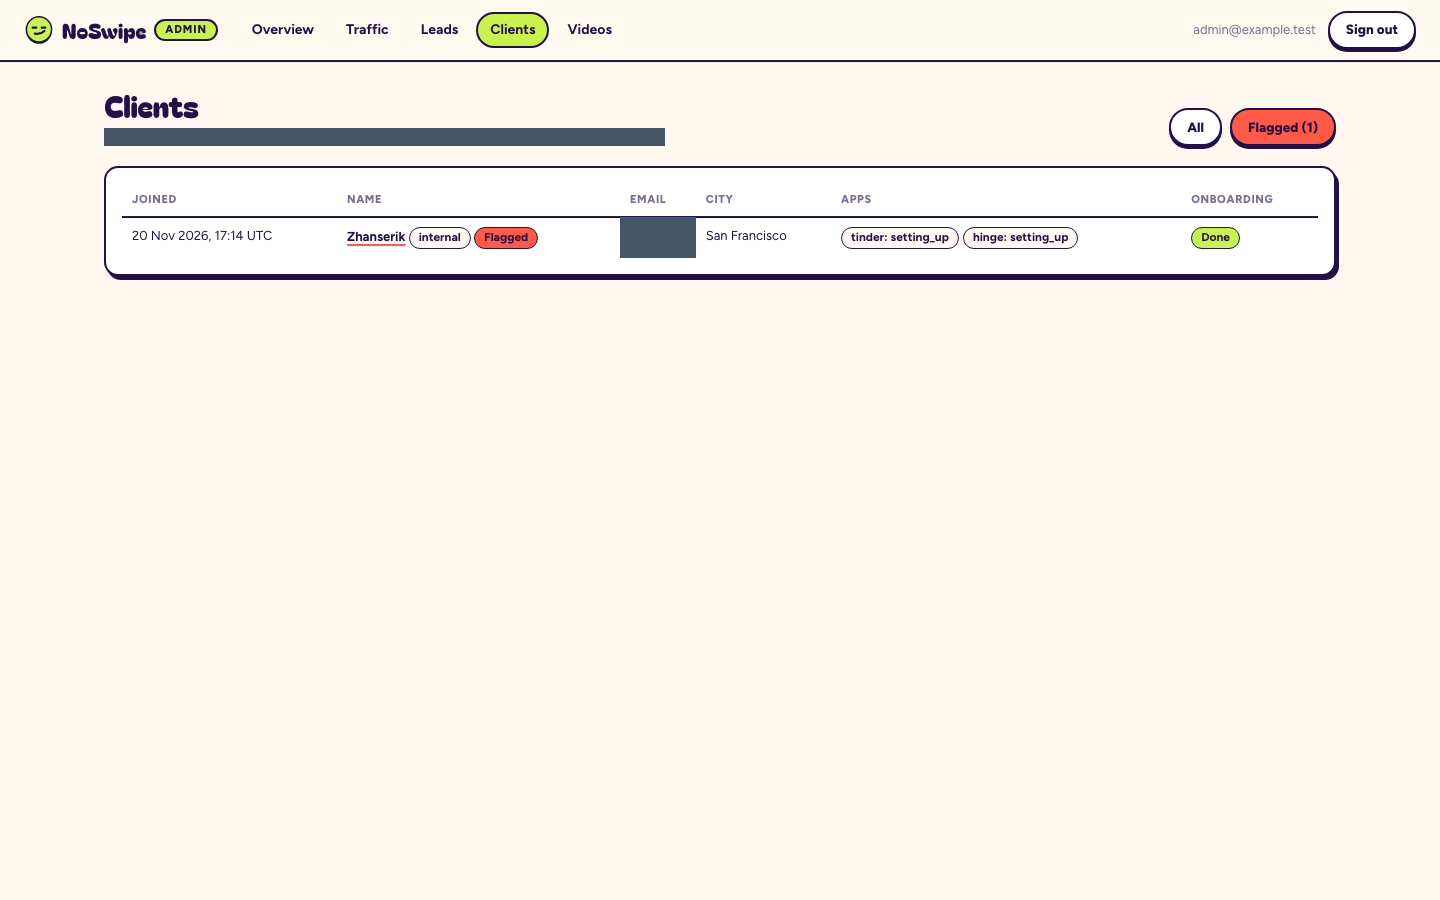 NoSwipe ADMIN Overview Traffic Leads Clients Videos admin@example.test Sign out
Clients
All Flagged (1)
JOINED NAME EMAIL CITY APPS ONBOARDING
20 Nov 2026, 17:14 UTC Zhanserik internal Flagged San Francisco tinder: setting_up hinge: setting_up Done